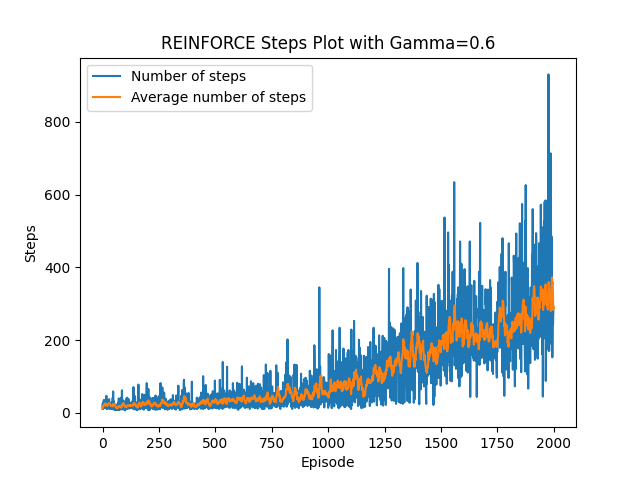 REINFORCE Steps Plot with Gamma=0.6
Number of steps
Average number of steps
800
600
400
200
0
Steps
0 250 500 750 1000 1250 1500 1750 2000
Episode